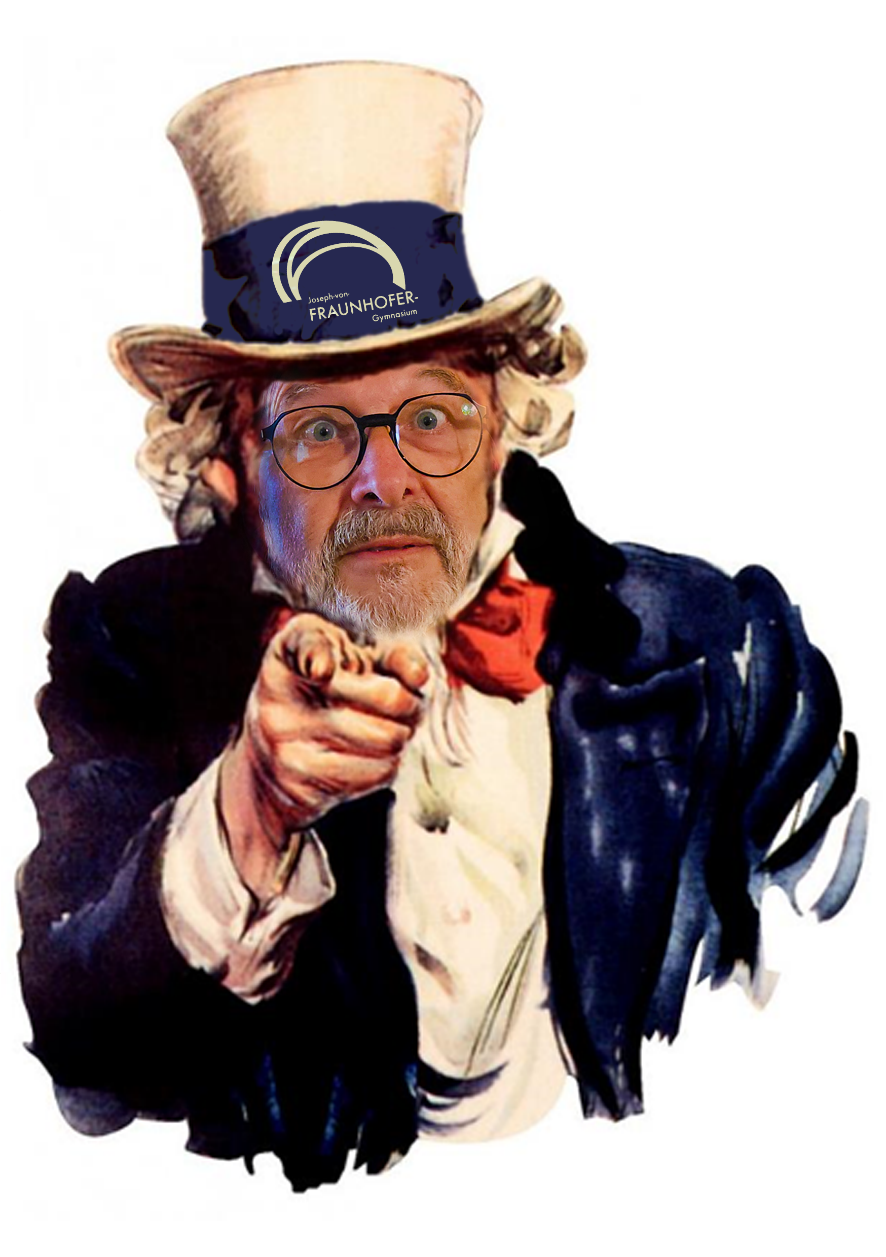 Joseph-von-
FRAUNHOFER-
Gymnasium